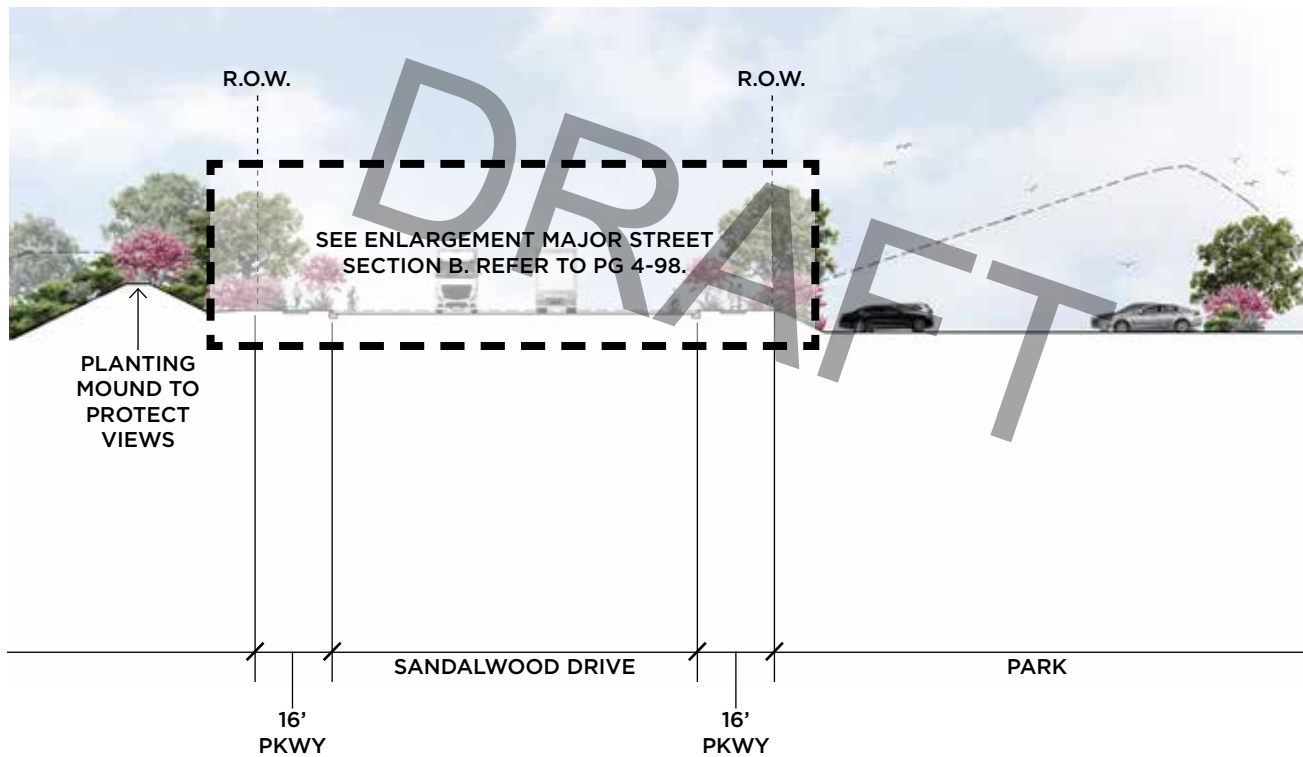 R.O.W.
R.O.W.
SEE ENLARGEMENT MAJOR STREET
SECTION B. REFER TO PG 4-98.
DRAFT
PLANTING
MOUND TO
PROTECT
VIEWS
SANDALWOOD DRIVE
PARK
16’
PKWY
16’
PKWY